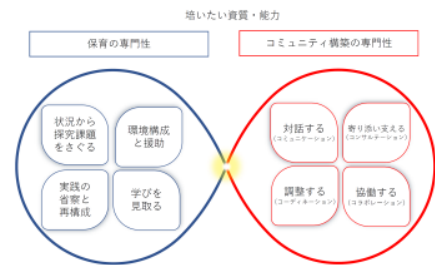 培いたい資質・能力
保育の専門性
コミュニティ構築の専門性
状況から
探究課題
をさぐる
環境構成
と援助
実践の
省察と
再構成
学びを
見取る
対話する
(コミュニケーション)
寄り添い支える
(コンサルテーション)
調整する
(コーディネーション)
協働する
(コラボレーション)